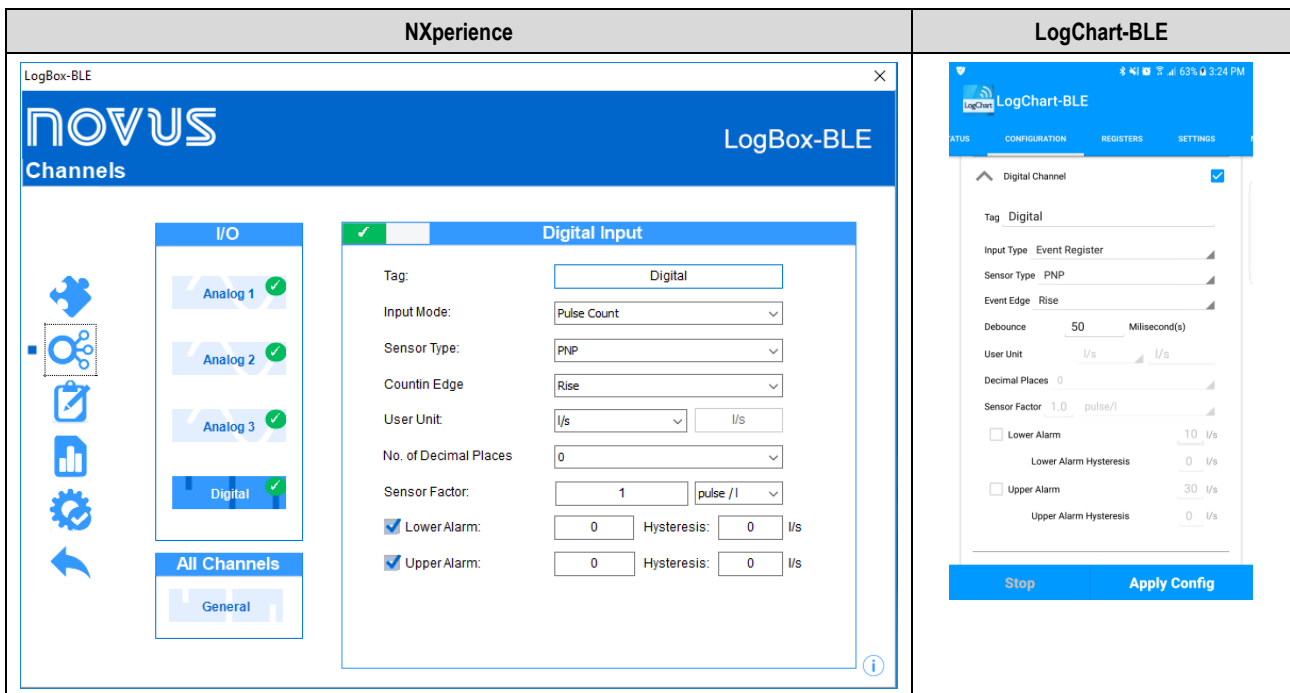 NXperience
LogChart-BLE
LogBox-BLE
NOVUS
LogBox-BLE
Channels
I/O
Analog 1
Analog 2
Analog 3
Digital
All Channels
General
Digital Input
Tag: Digital
Input Mode: Pulse Count
Sensor Type: PNP
Countin Edge Rise
User Unit: l/s l/s
No. of Decimal Places 0
Sensor Factor: 1 pulse / l
Lower Alarm: 0 Hysteresis: 0 l/s
Upper Alarm: 0 Hysteresis: 0 l/s
63% 3:24 PM
LogChart LogChart-BLE
ATUS CONFIGURATION REGISTERS SETTINGS
Digital Channel
Tag Digital
Input Type Event Register
Sensor Type PNP
Event Edge Rise
Debounce 50 Milisecond(s)
User Unit l/s l/s
Decimal Places 0
Sensor Factor 1.0 pulse/l
Lower Alarm 10 l/s
Lower Alarm Hysteresis 0 l/s
Upper Alarm 30 l/s
Upper Alarm Hysteresis 0 l/s
Stop Apply Config